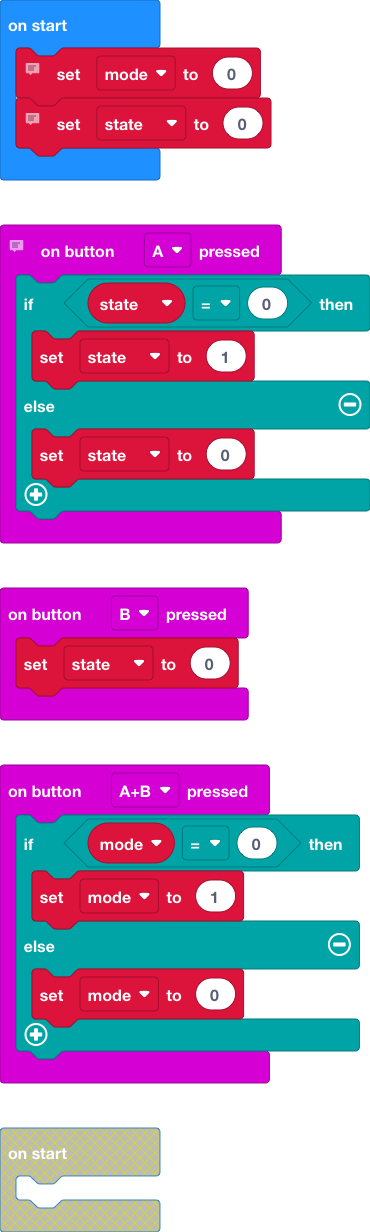 on start
set mode to 0
set state to 0
on button A pressed
if state = 0 then
set state to 1
else
set state to 0
on button B pressed
set state to 0
on button A+B pressed
if mode = 0 then
set mode to 1
else
set mode to 0
on start